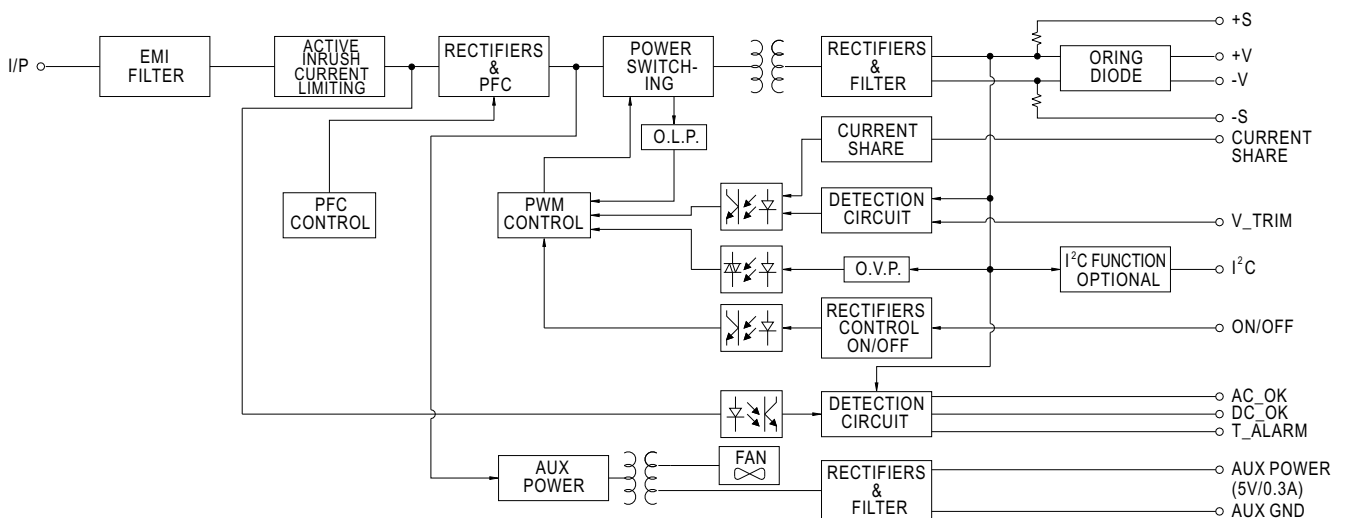 I/P
EMI
FILTER
ACTIVE
INRUSH
CURRENT
LIMITING
RECTIFIERS
&
PFC
POWER
SWITCH-
ING
RECTIFIERS
&
FILTER
ORING
DIODE
+S
+V
-V
-S
O.L.P.
CURRENT
SHARE
CURRENT
SHARE
PFC
CONTROL
PWM
CONTROL
DETECTION
CIRCUIT
V_TRIM
O.V.P.
I²C FUNCTION
OPTIONAL
I²C
RECTIFIERS
CONTROL
ON/OFF
ON/OFF
DETECTION
CIRCUIT
AC_OK
DC_OK
T_ALARM
AUX
POWER
FAN
RECTIFIERS
&
FILTER
AUX POWER
(5V/0.3A)
AUX GND